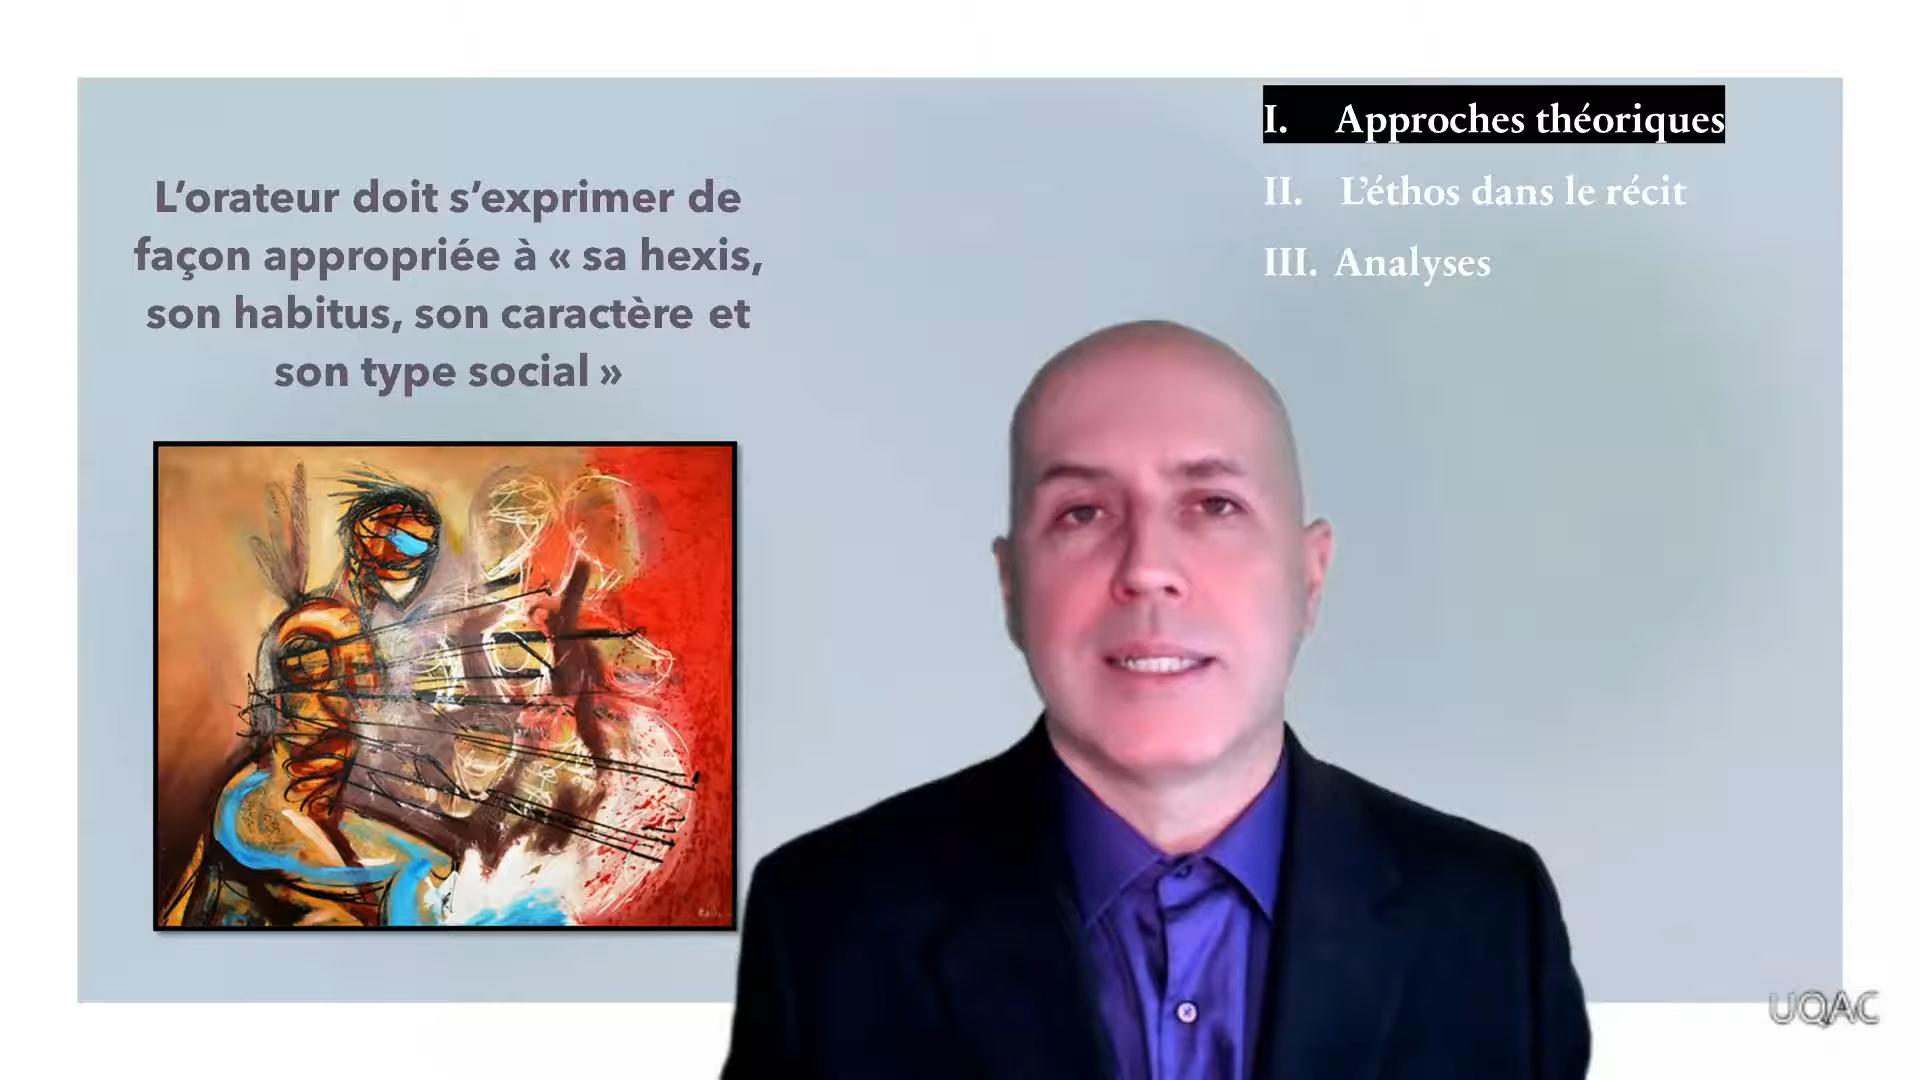 L’orateur doit s’exprimer de
façon appropriée à « sa hexis,
son habitus, son caractère et
son type social »
I. Approches théoriques
II. L’éthos dans le récit
III. Analyses
UQAC